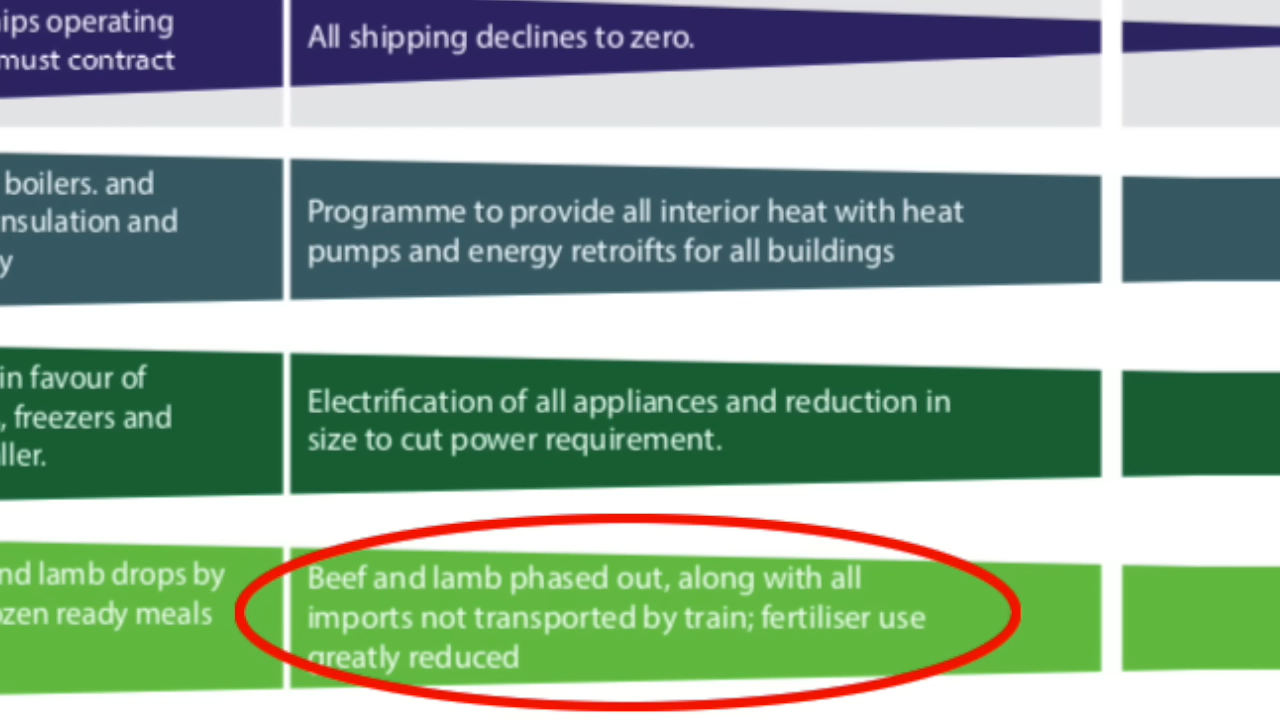 ips operating
must contract
All shipping declines to zero.
boilers. and
nsulation and
y
Programme to provide all interior heat with heat
pumps and energy retroifts for all buildings
in favour of
, freezers and
ller.
Electrification of all appliances and reduction in
size to cut power requirement.
nd lamb drops by
ozen ready meals
Beef and lamb phased out, along with all
imports not transported by train; fertiliser use
greatly reduced